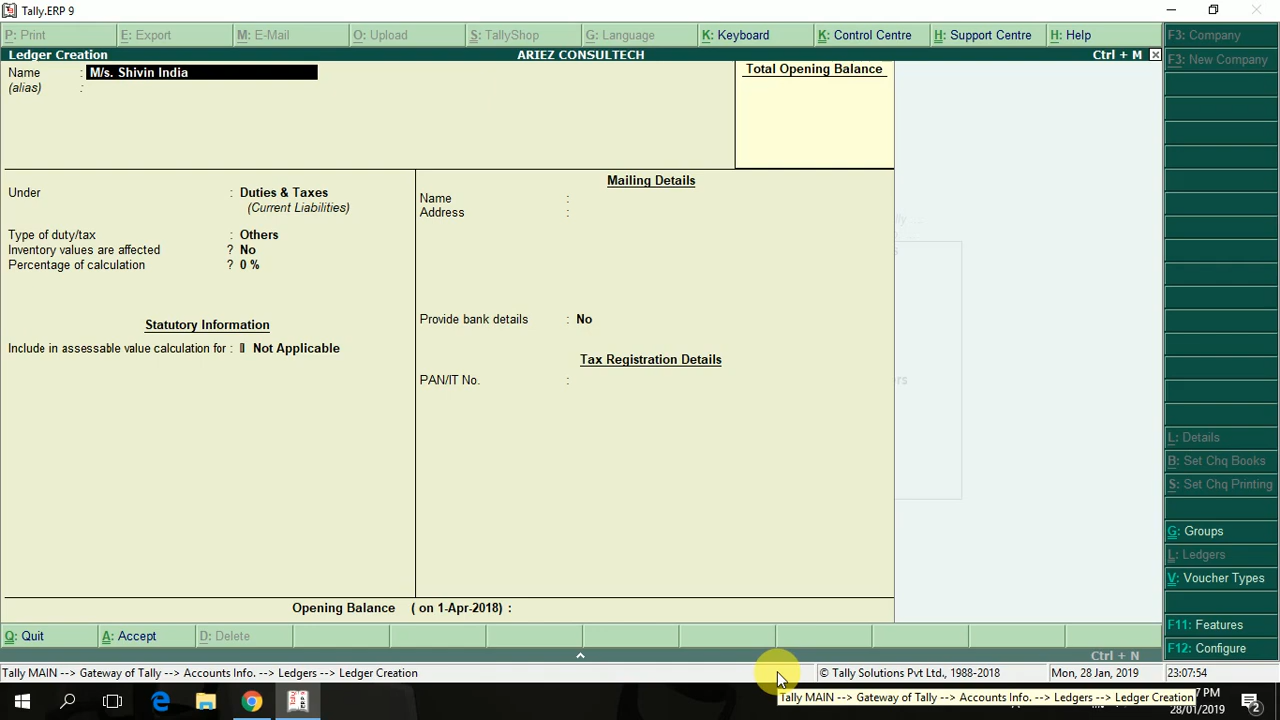 Tally.ERP 9
P: Print
E: Export
M: E-Mail
O: Upload
S: TallyShop
G: Language
K: Keyboard
K: Control Centre
H: Support Centre
H: Help
F3: Company
Ledger Creation
ARIEZ CONSULTECH
Ctrl + M
F3: New Company
Name : M/s. Shivin India
(alias) :
Total Opening Balance
Under : Duties & Taxes
(Current Liabilities)
Type of duty/tax : Others
Inventory values are affected ? No
Percentage of calculation ? 0 %
Statutory Information
Include in assessable value calculation for : Not Applicable
Mailing Details
Name :
Address :
Provide bank details : No
Tax Registration Details
PAN/IT No. :
L: Details
B: Set Chq Books
S: Set Chq Printing
G: Groups
L: Ledgers
V: Voucher Types
F11: Features
F12: Configure
Opening Balance ( on 1-Apr-2018) :
Q: Quit
A: Accept
D: Delete
Ctrl + N
Tally MAIN --> Gateway of Tally --> Accounts Info. --> Ledgers --> Ledger Creation
© Tally Solutions Pvt Ltd., 1988-2018
Mon, 28 Jan, 2019
23:07:54
Tally MAIN --> Gateway of Tally --> Accounts Info. --> Ledgers --> Ledger Creation
7 PM
28/01/2019
2